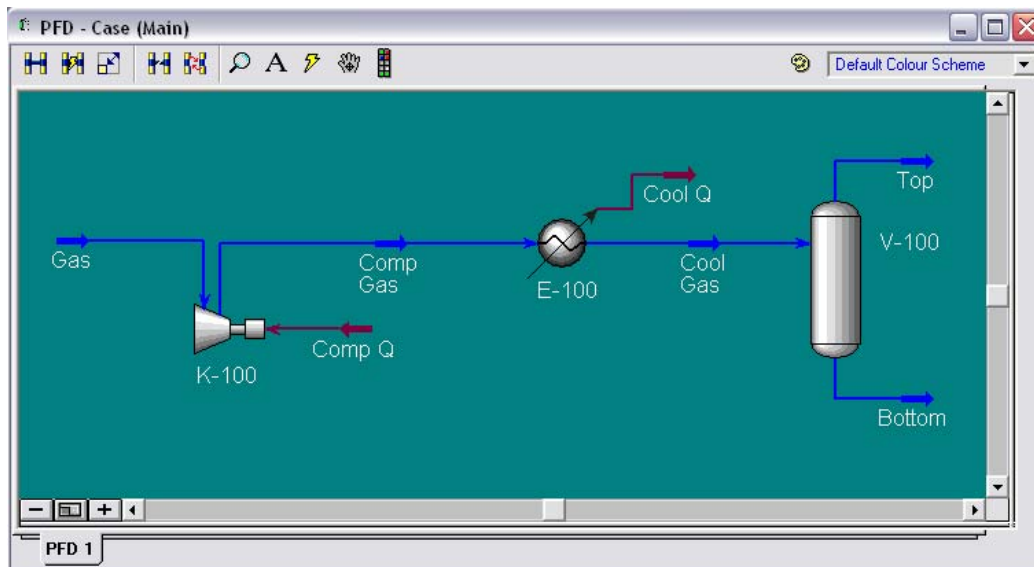 PFD - Case (Main)
A
Default Colour Scheme
Cool Q
Top
Gas
Comp
Gas
E-100
Cool
Gas
V-100
Comp Q
K-100
Bottom
PFD 1